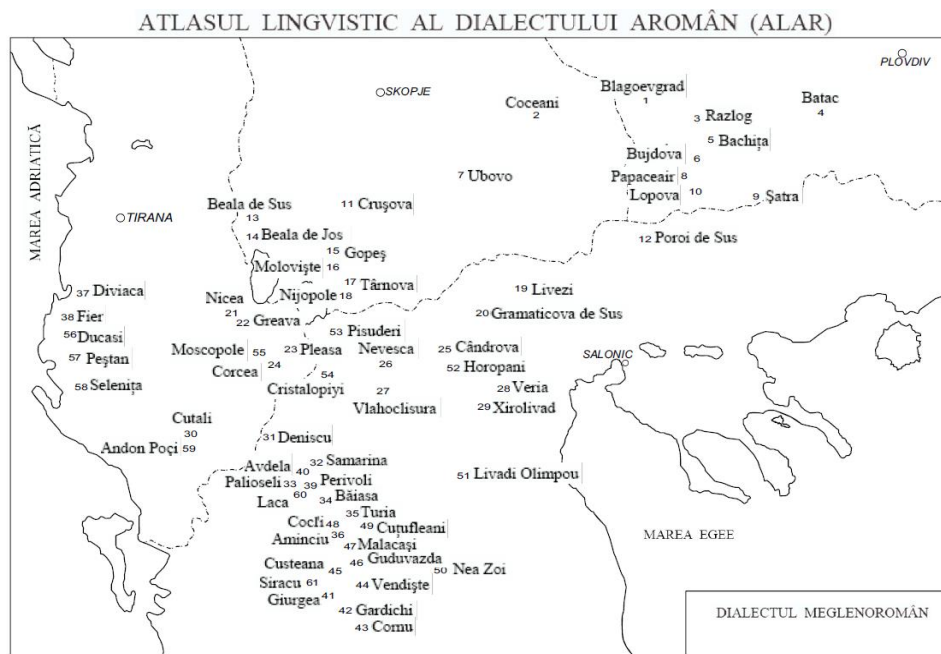 ATLASUL LINGVISTIC AL DIALECTULUI AROMÂN (ALAR)
PLOVDIV
SKOPJE
Blagoevgrad
1
Coceani
2
Batac
4
3 Razlog
5 Bachița
Bujdova
6
7 Ubovo
Papaceair 8
Lopova 10
9 Șatra
MAREA ADRIATICĂ
TIRANA
Beala de Sus
13
11 Crușova
14 Beala de Jos
12 Poroi de Sus
15 Gopeș
Moloviște 16
17 Târnova
Nijopole 18
19 Livezi
37 Diviaca
Nicea
21
22 Greava
20 Gramaticova de Sus
38 Fier
56 Ducasi
53 Pisuderi
57 Peștan
Moscopole 55
23 Pleasa
Nevesca
26
25 Cândrova
SALONIC
Corcea 24
52 Horopani
58 Selenița
54
Cristalopiyi
27
Vlahoclisura
28 Veria
29 Xirolivad
Cutali
30
Andon Poçi 59
31 Deniscu
Avdela
40
32 Samarina
51 Livadi Olimpou
Palioseli 33
39 Perivoli
Laca 60
34 Băiasa
35 Turia
Cocfi 48
49 Cuțufleani
Aminciu 36
47 Malacași
MAREA EGEE
Custeana
45
46 Guduvazda
50 Nea Zoi
Siracu 61
44 Vendiște
Giurgea 41
42 Gardichi
43 Cornu
DIALECTUL MEGLENOROMÂN